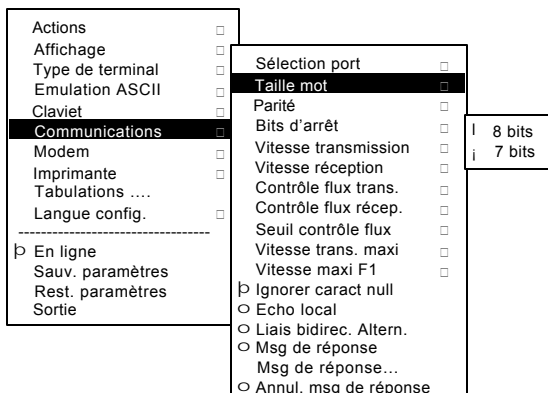 Actions
Affichage
Type de terminal
Emulation ASCII
Claviet
Communications
Modem
Imprimante
Tabulations ....
Langue config.
----------------------------------
þ En ligne
Sauv. paramètres
Rest. paramètres
Sortie
Sélection port
Taille mot
Parité
Bits d'arrêt
Vitesse transmission
Vitesse réception
Contrôle flux trans.
Contrôle flux récep.
Seuil contrôle flux
Vitesse trans. maxi
Vitesse maxi F1
þ Ignorer caract null
O Echo local
O Liais bidirec. Altern.
O Msg de réponse
Msg de réponse…
O Annul. msg de réponse
l 8 bits
¡ 7 bits